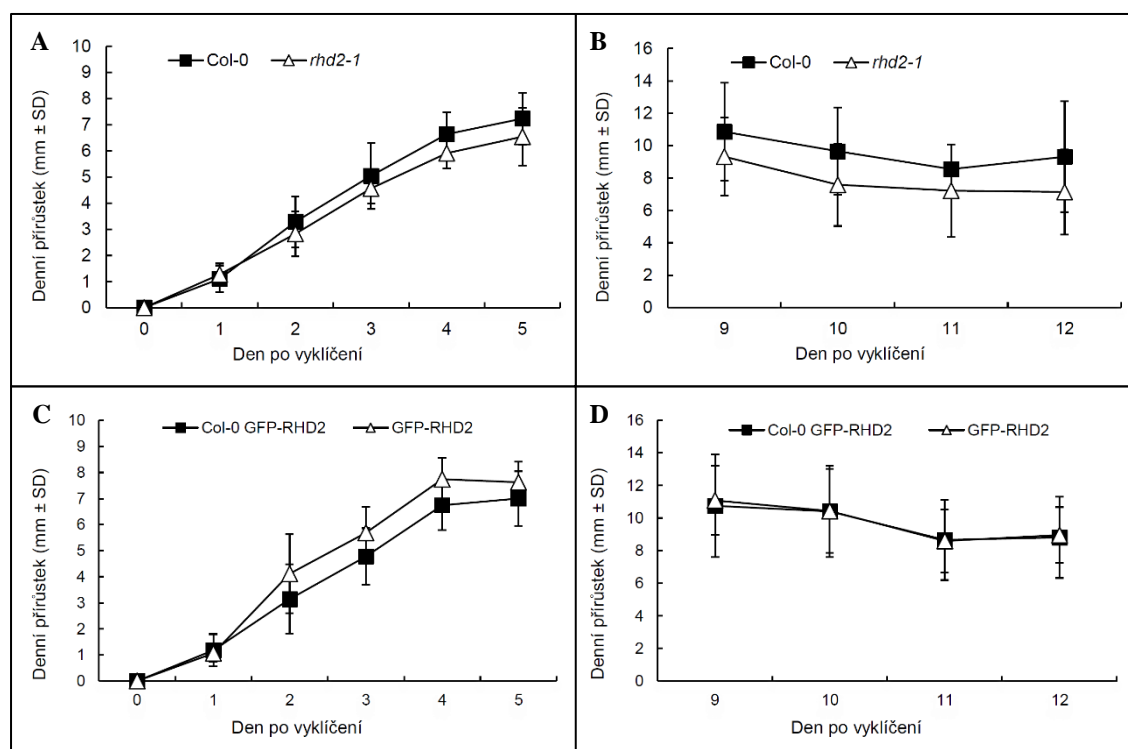 A
Col-0 rhd2-1
Denní přírůstek (mm ± SD)
10
9
8
7
6
5
4
3
2
1
0
0 1 2 3 4 5
Den po vyklíčení
B
Col-0 rhd2-1
Denní přírůstek (mm ± SD)
16
14
12
10
8
6
4
2
0
9 10 11 12
Den po vyklíčení
C
Col-0 GFP-RHD2 GFP-RHD2
Denní přírůstek (mm ± SD)
10
9
8
7
6
5
4
3
2
1
0
0 1 2 3 4 5
Den po vyklíčení
D
Col-0 GFP-RHD2 GFP-RHD2
Denní přírůstek (mm ± SD)
16
14
12
10
8
6
4
2
0
9 10 11 12
Den po vyklíčení